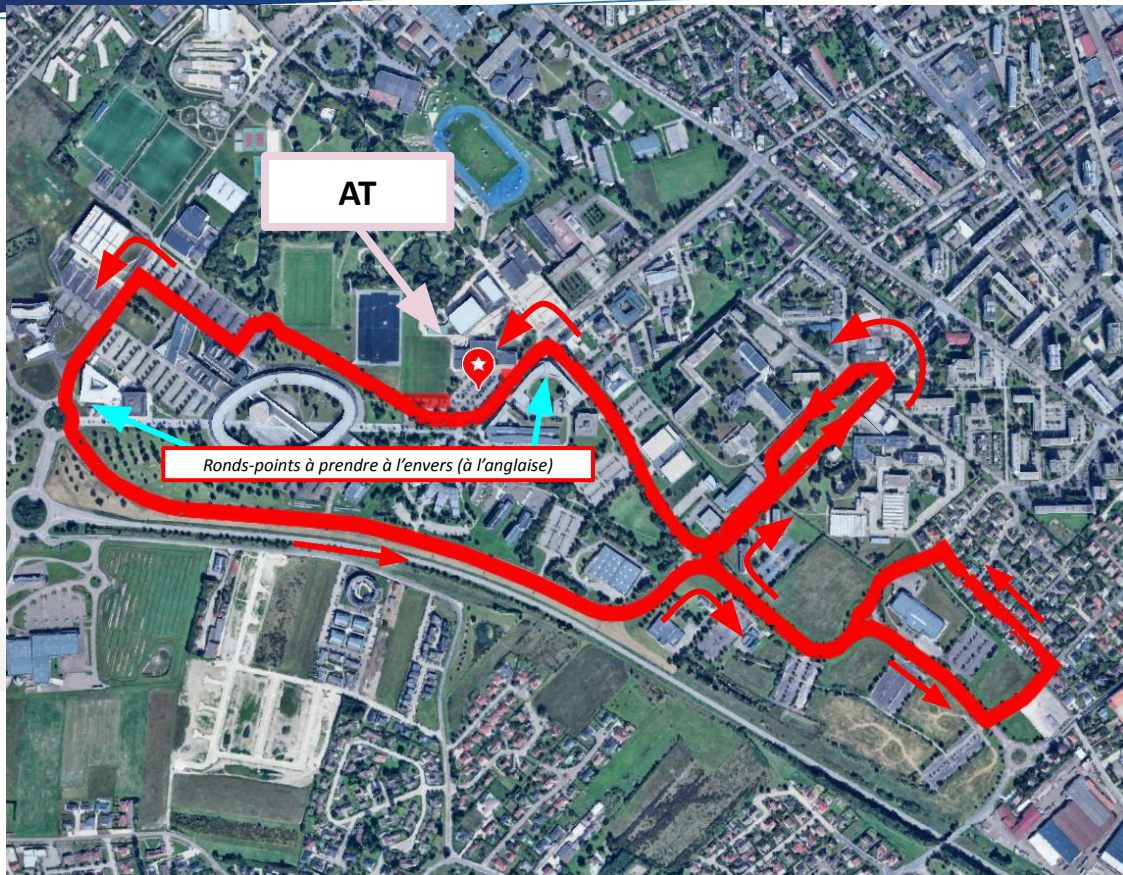 AT
Ronds-points à prendre à l'envers (à l'anglaise)